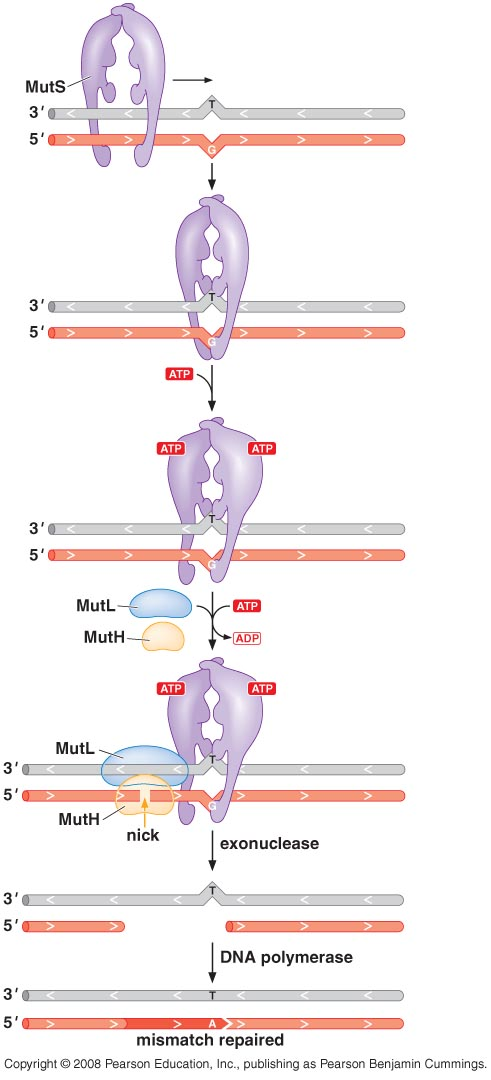 MutS
T
3′
5′
G
T
3′
5′
G
ATP
ATP ATP
T
3′
5′
G
MutL ATP
MutH ADP
ATP ATP
MutL
T
3′
5′
G
MutH
nick
exonuclease
T
3′
5′
DNA polymerase
3′ T
5′ A
mismatch repaired
Copyright © 2008 Pearson Education, Inc., publishing as Pearson Benjamin Cummings.